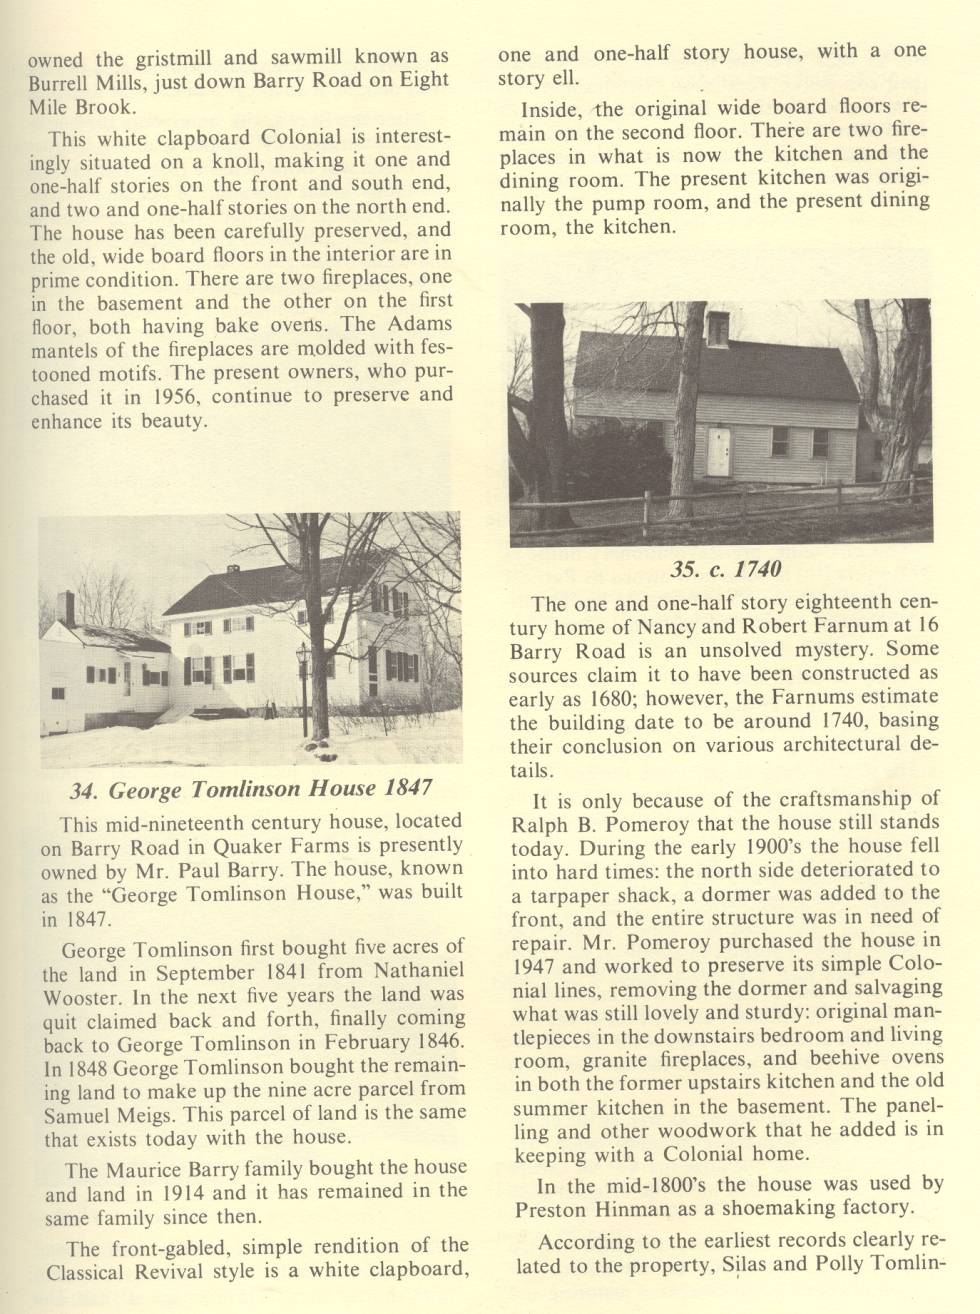 owned the gristmill and sawmill known as
Burrell Mills, just down Barry Road on Eight
Mile Brook.
This white clapboard Colonial is interest-
ingly situated on a knoll, making it one and
one-half stories on the front and south end,
and two and one-half stories on the north end.
The house has been carefully preserved, and
the old, wide board floors in the interior are in
prime condition. There are two fireplaces, one
in the basement and the other on the first
floor, both having bake ovens. The Adams
mantels of the fireplaces are molded with fes-
tooned motifs. The present owners, who pur-
chased it in 1956, continue to preserve and
enhance its beauty.
34. George Tomlinson House 1847
This mid-nineteenth century house, located
on Barry Road in Quaker Farms is presently
owned by Mr. Paul Barry. The house, known
as the “George Tomlinson House,” was built
in 1847.
George Tomlinson first bought five acres of
the land in September 1841 from Nathaniel
Wooster. In the next five years the land was
quit claimed back and forth, finally coming
back to George Tomlinson in February 1846.
In 1848 George Tomlinson bought the remain-
ing land to make up the nine acre parcel from
Samuel Meigs. This parcel of land is the same
that exists today with the house.
The Maurice Barry family bought the house
and land in 1914 and it has remained in the
same family since then.
The front-gabled, simple rendition of the
Classical Revival style is a white clapboard,
one and one-half story house, with a one
story ell.
Inside, the original wide board floors re-
main on the second floor. There are two fire-
places in what is now the kitchen and the
dining room. The present kitchen was origi-
nally the pump room, and the present dining
room, the kitchen.
35. c. 1740
The one and one-half story eighteenth cen-
tury home of Nancy and Robert Farnum at 16
Barry Road is an unsolved mystery. Some
sources claim it to have been constructed as
early as 1680; however, the Farnums estimate
the building date to be around 1740, basing
their conclusion on various architectural de-
tails.
It is only because of the craftsmanship of
Ralph B. Pomeroy that the house still stands
today. During the early 1900’s the house fell
into hard times: the north side deteriorated to
a tarpaper shack, a dormer was added to the
front, and the entire structure was in need of
repair. Mr. Pomeroy purchased the house in
1947 and worked to preserve its simple Colo-
nial lines, removing the dormer and salvaging
what was still lovely and sturdy: original man-
tlepieces in the downstairs bedroom and living
room, granite fireplaces, and beehive ovens
in both the former upstairs kitchen and the old
summer kitchen in the basement. The panel-
ling and other woodwork that he added is in
keeping with a Colonial home.
In the mid-1800’s the house was used by
Preston Hinman as a shoemaking factory.
According to the earliest records clearly re-
lated to the property, Silas and Polly Tomlin-